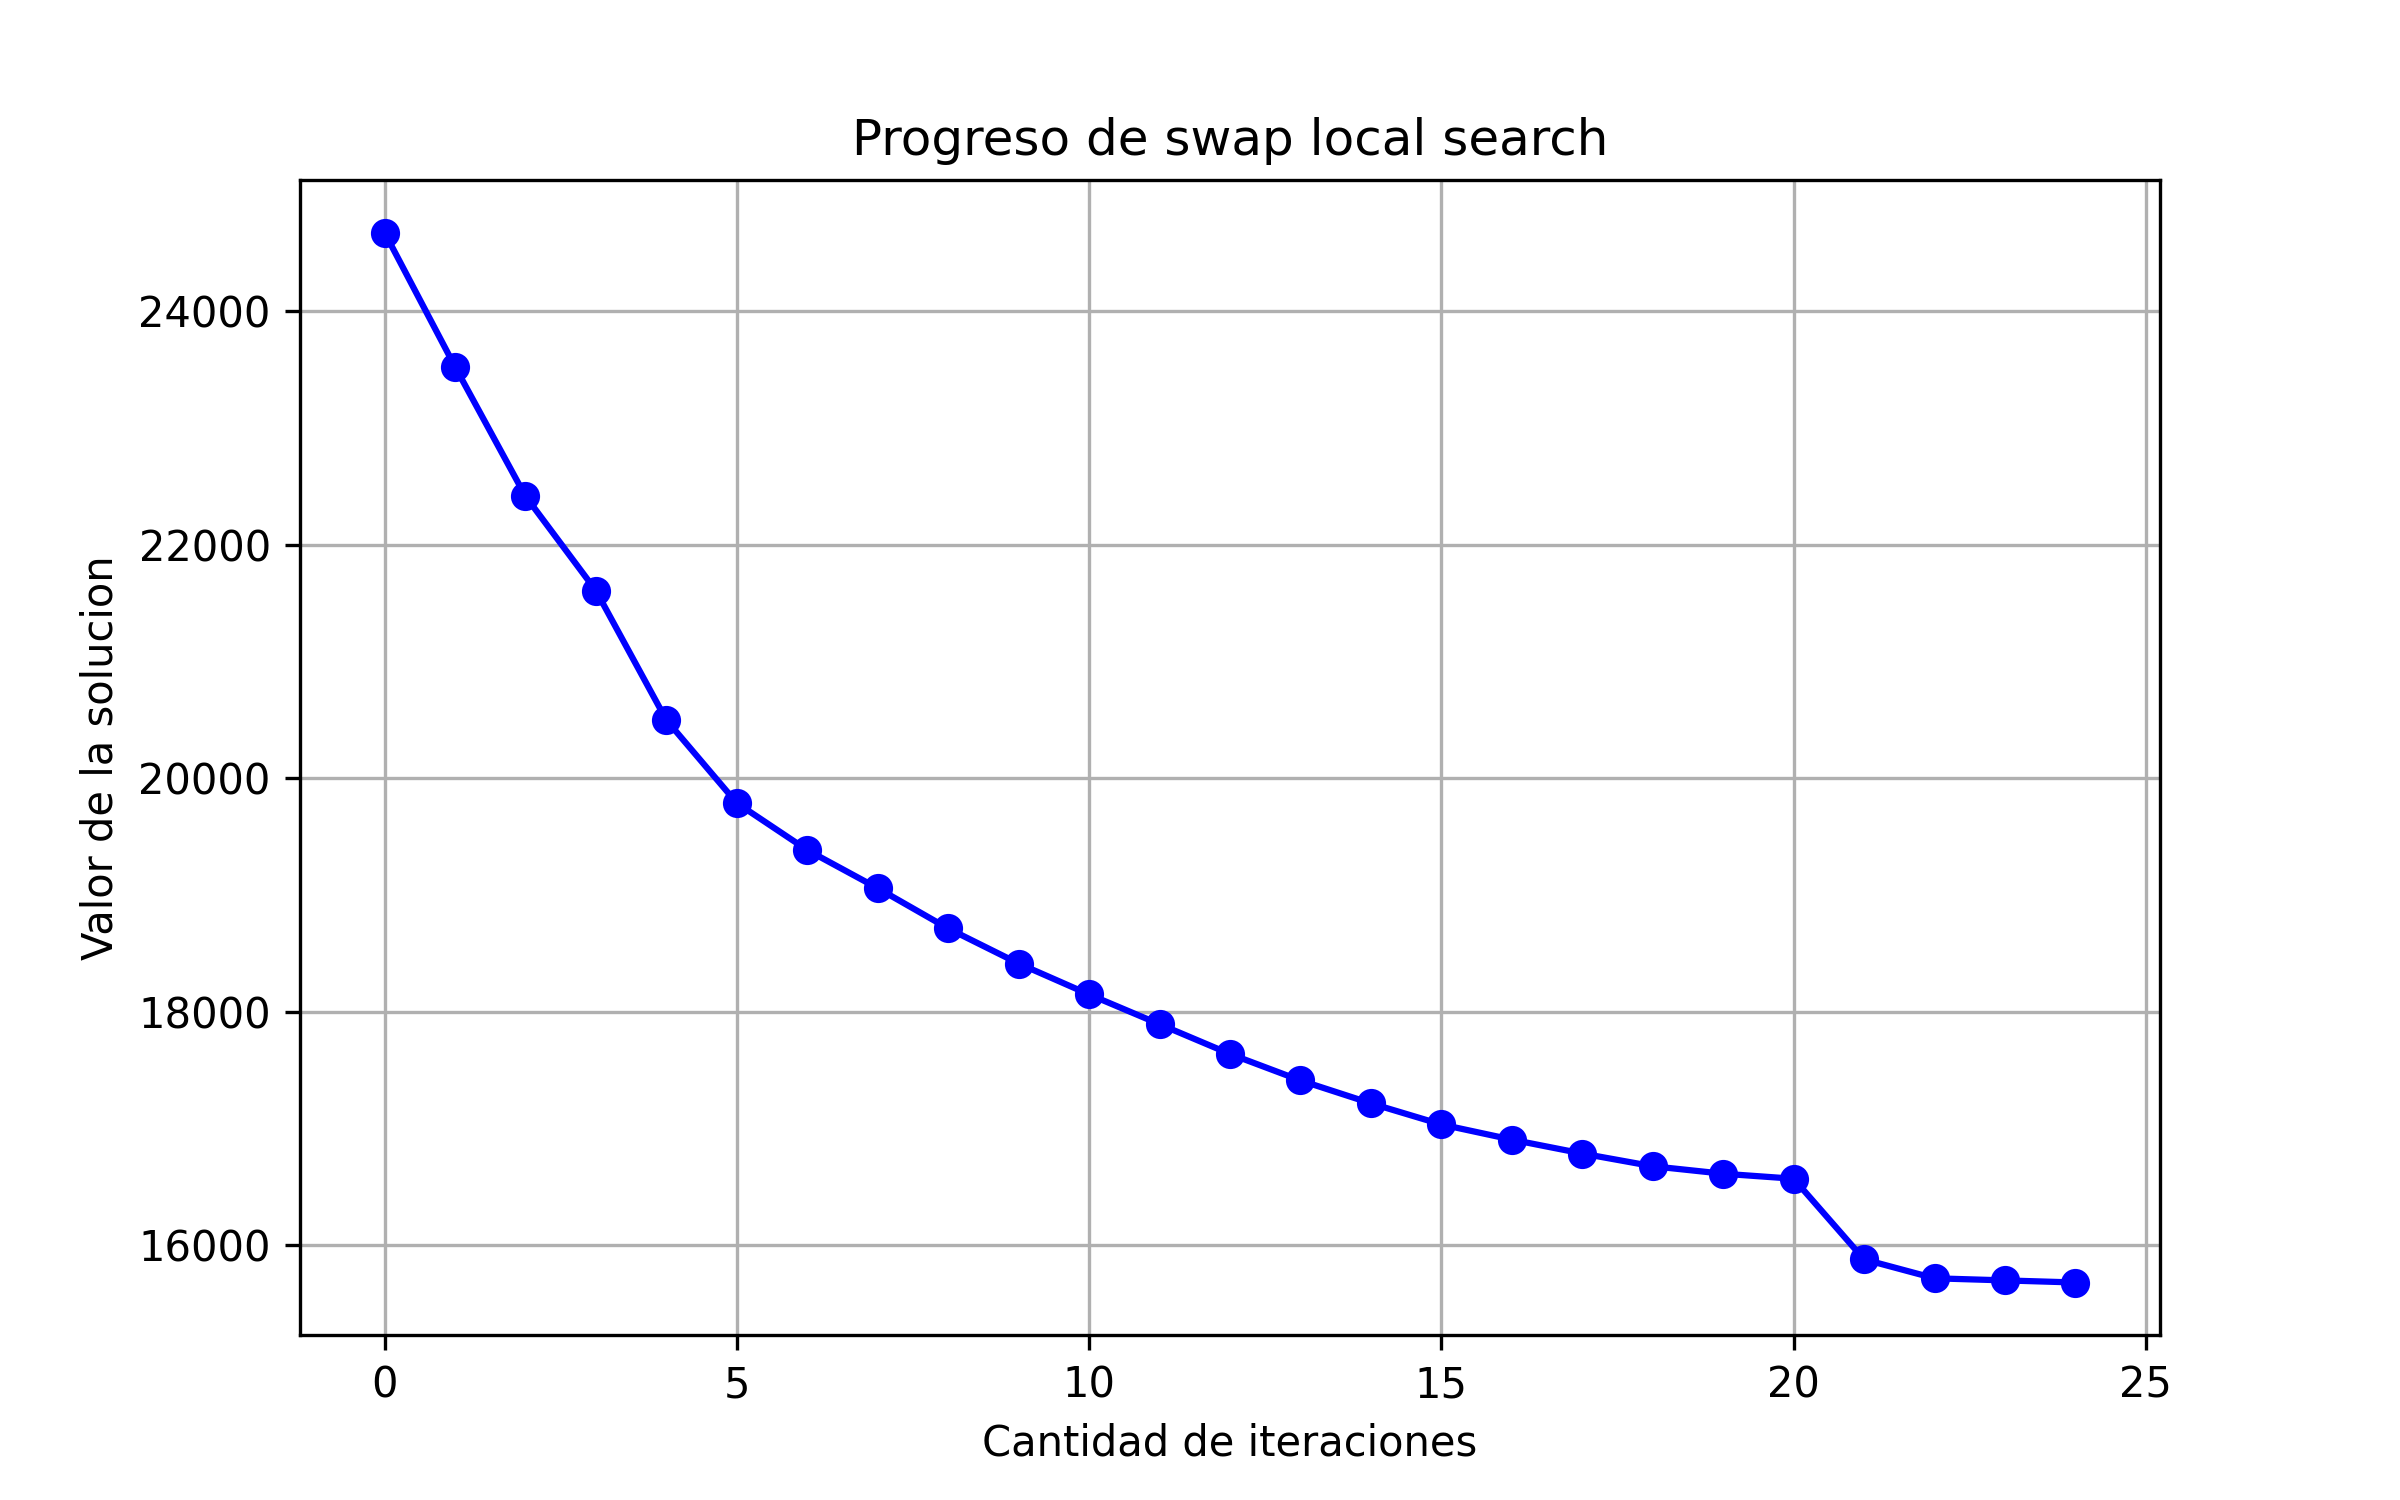 Progreso de swap local search
Valor de la solucion
24000
22000
20000
18000
16000
0 5 10 15 20 25
Cantidad de iteraciones